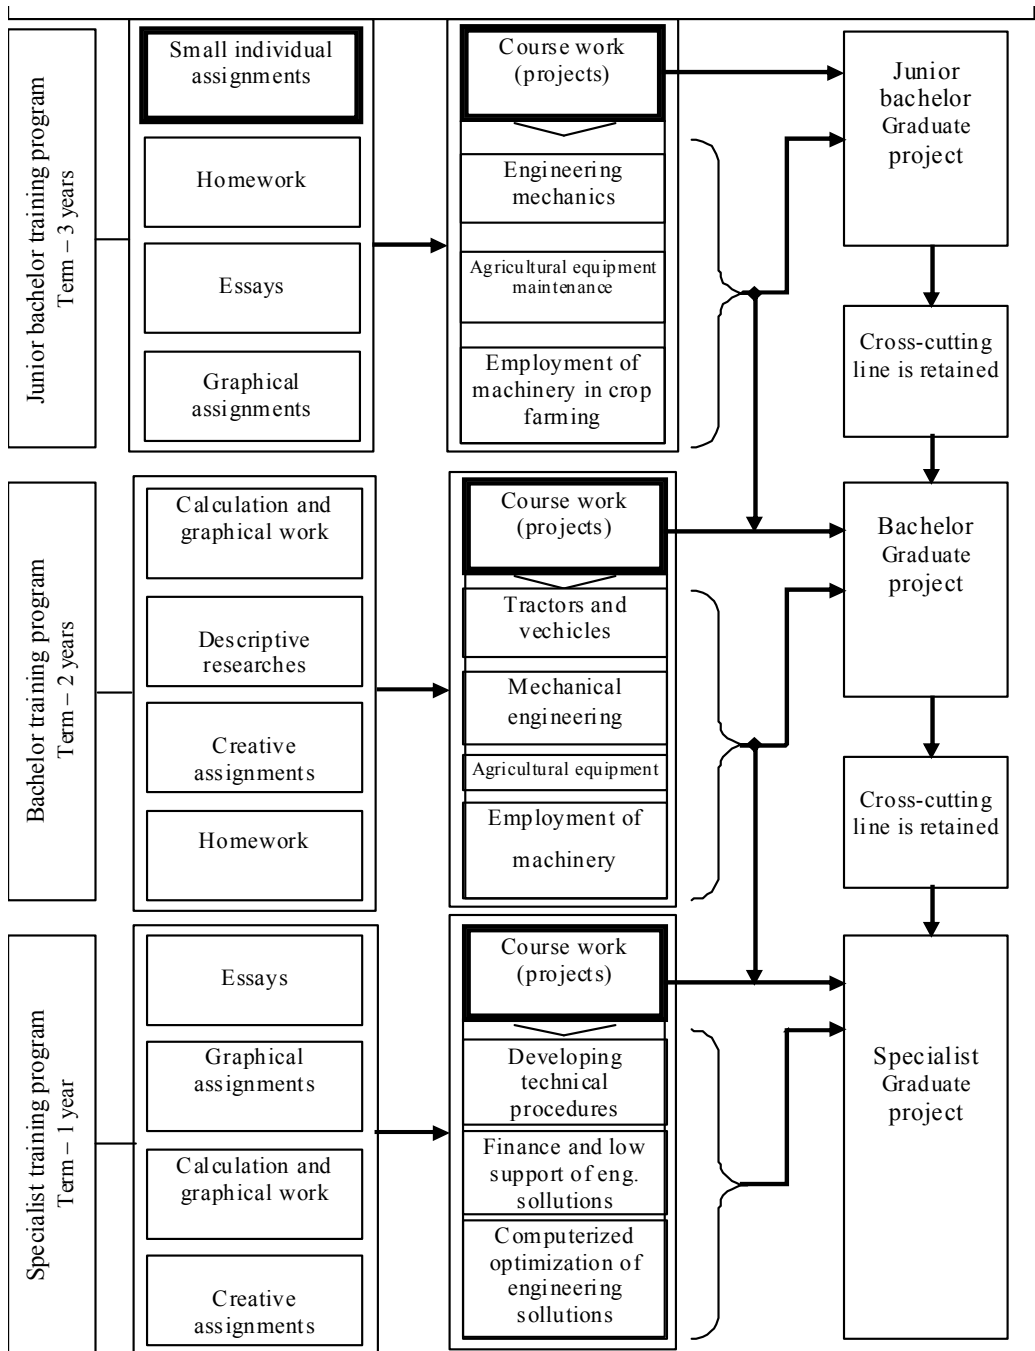 Junior bachelor training program
Term – 3 years
Small individual
assignments
Homework
Essays
Graphical
assignments
Course work
(projects)
Engineering
mechanics
Agricultural equipment
maintenance
Employment of
machinery in crop
farming
Junior
bachelor
Graduate
project
Cross-cutting
line is retained
Bachelor training program
Term – 2 years
Calculation and
graphical work
Descriptive
researches
Creative
assignments
Homework
Course work
(projects)
Tractors and
vechicles
Mechanical
engineering
Agricultural equipment
Employment of
machinery
Bachelor
Graduate
project
Cross-cutting
line is retained
Specialist training program
Term – 1 year
Essays
Graphical
assignments
Calculation and
graphical work
Creative
assignments
Course work
(projects)
Developing
technical
procedures
Finance and low
support of eng.
sollutions
Computerized
optimization of
engineering
sollutions
Specialist
Graduate
project